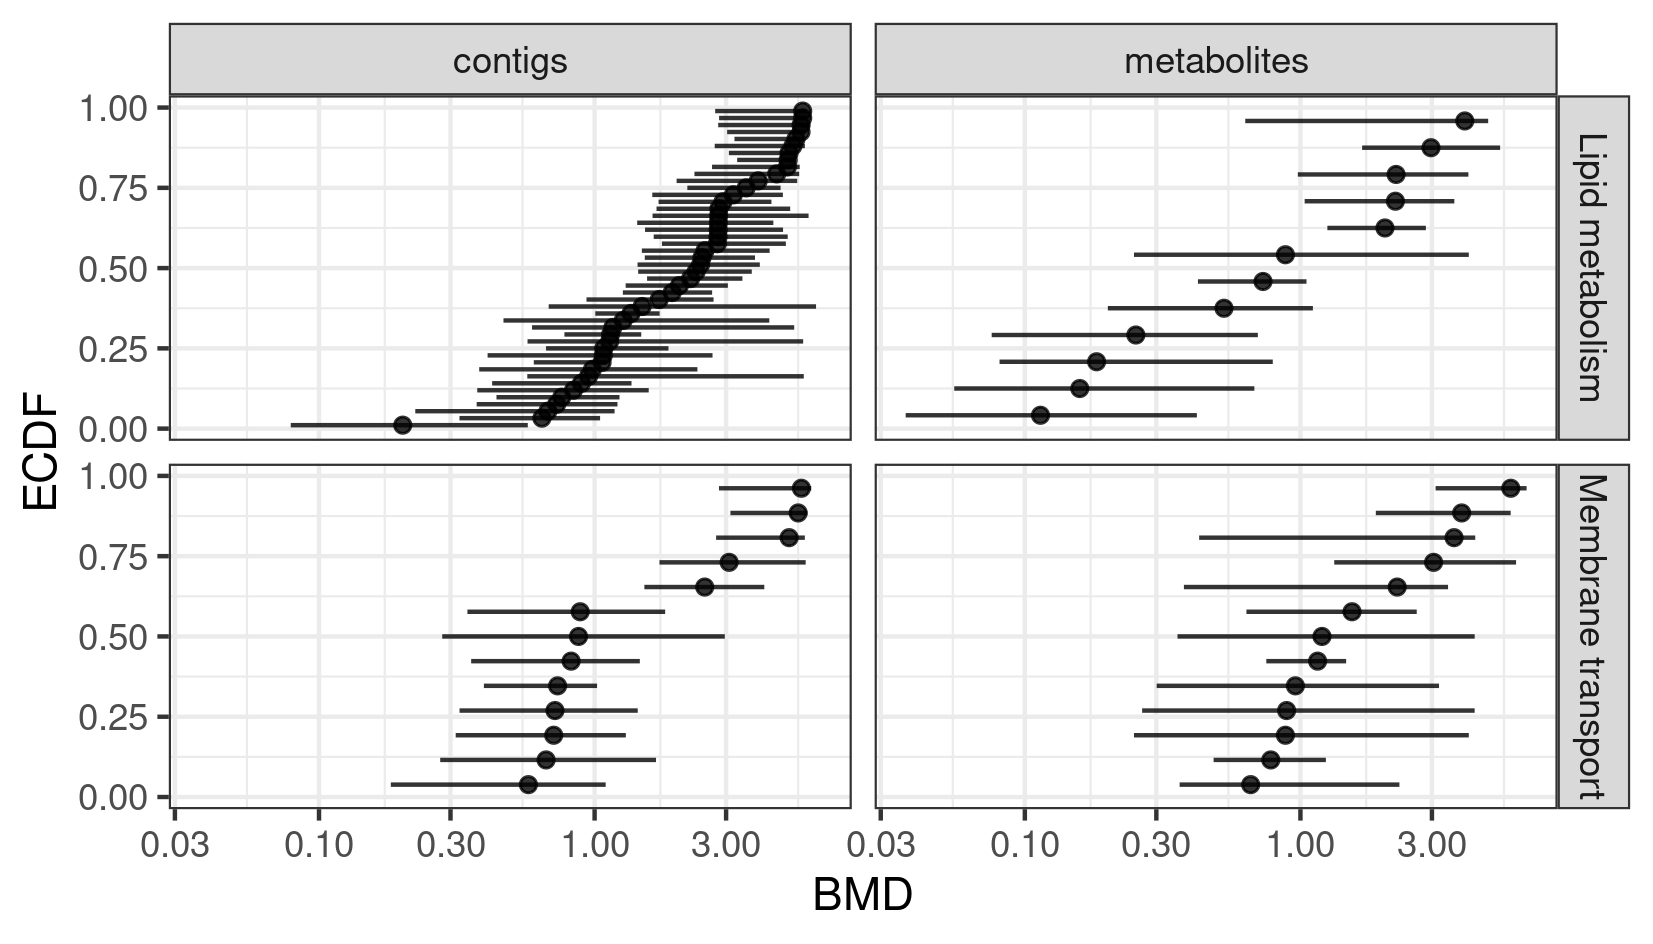 contigs
metabolites
1.00
0.75
0.50
0.25
0.00
Lipid metabolism
1.00
0.75
0.50
0.25
0.00
Membrane transport
ECDF
0.03 0.10 0.30 1.00 3.00 0.03 0.10 0.30 1.00 3.00
BMD